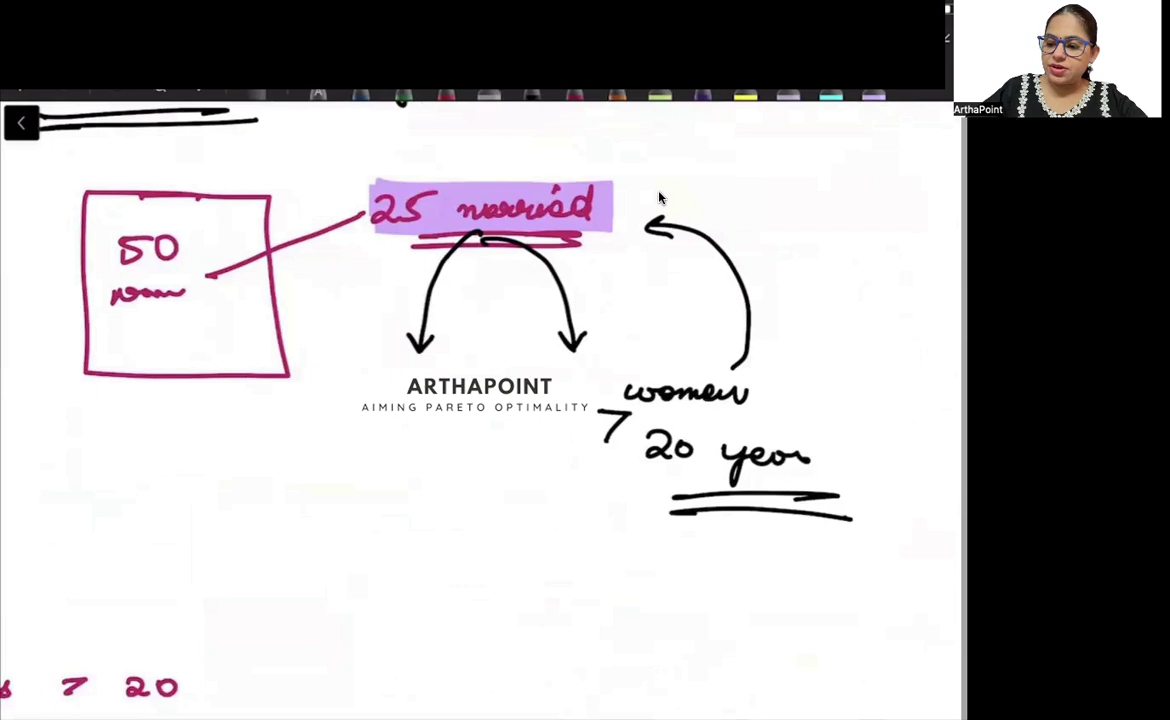 ArthaPoint
25 married
50
ARTHAPOINT
AIMING PARETO OPTIMALITY
women
> 20 year
> 20